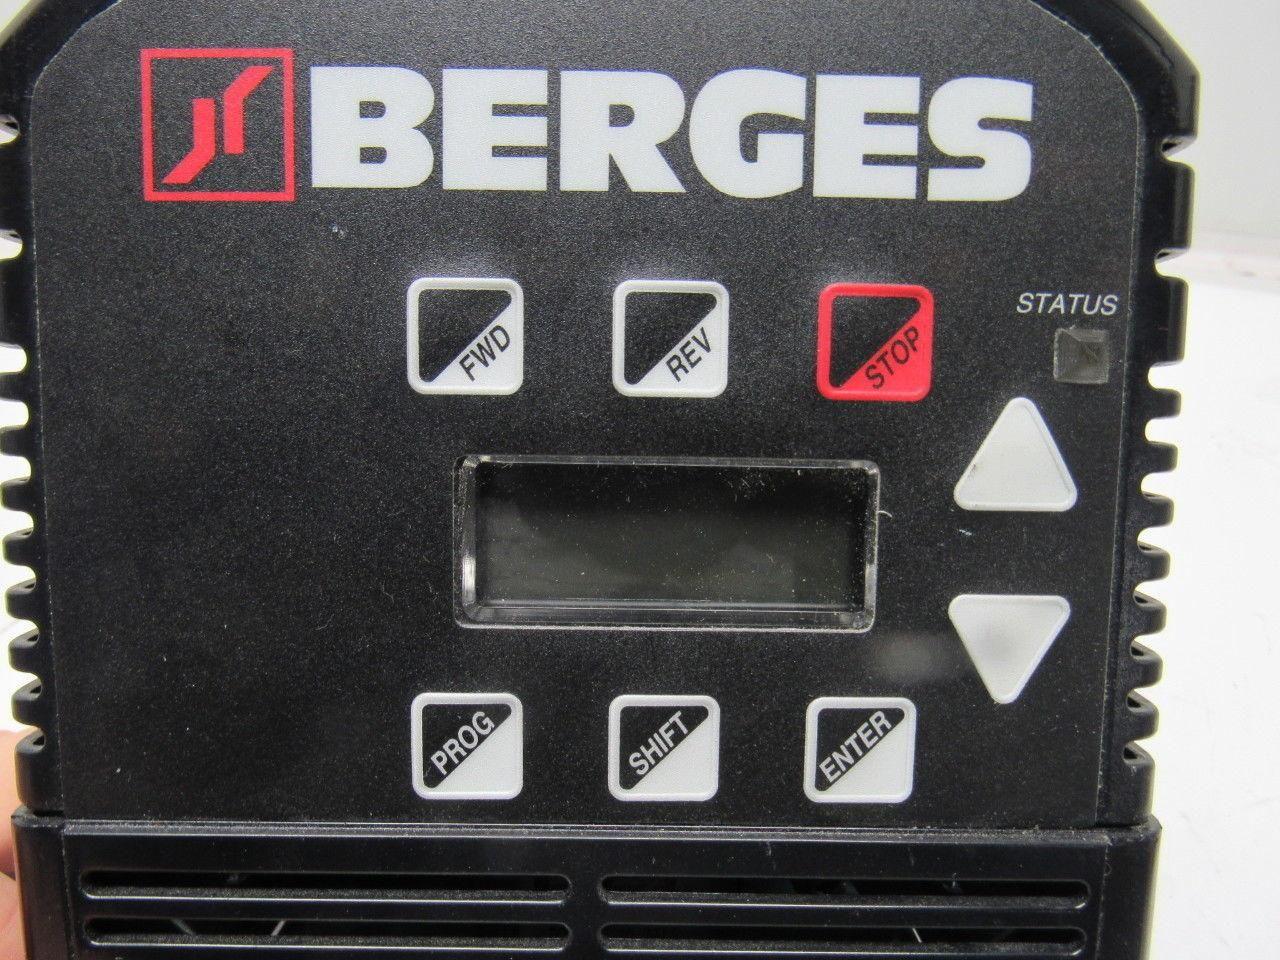 BERGES
FWD REV STOP
STATUS
PROG SHIFT ENTER